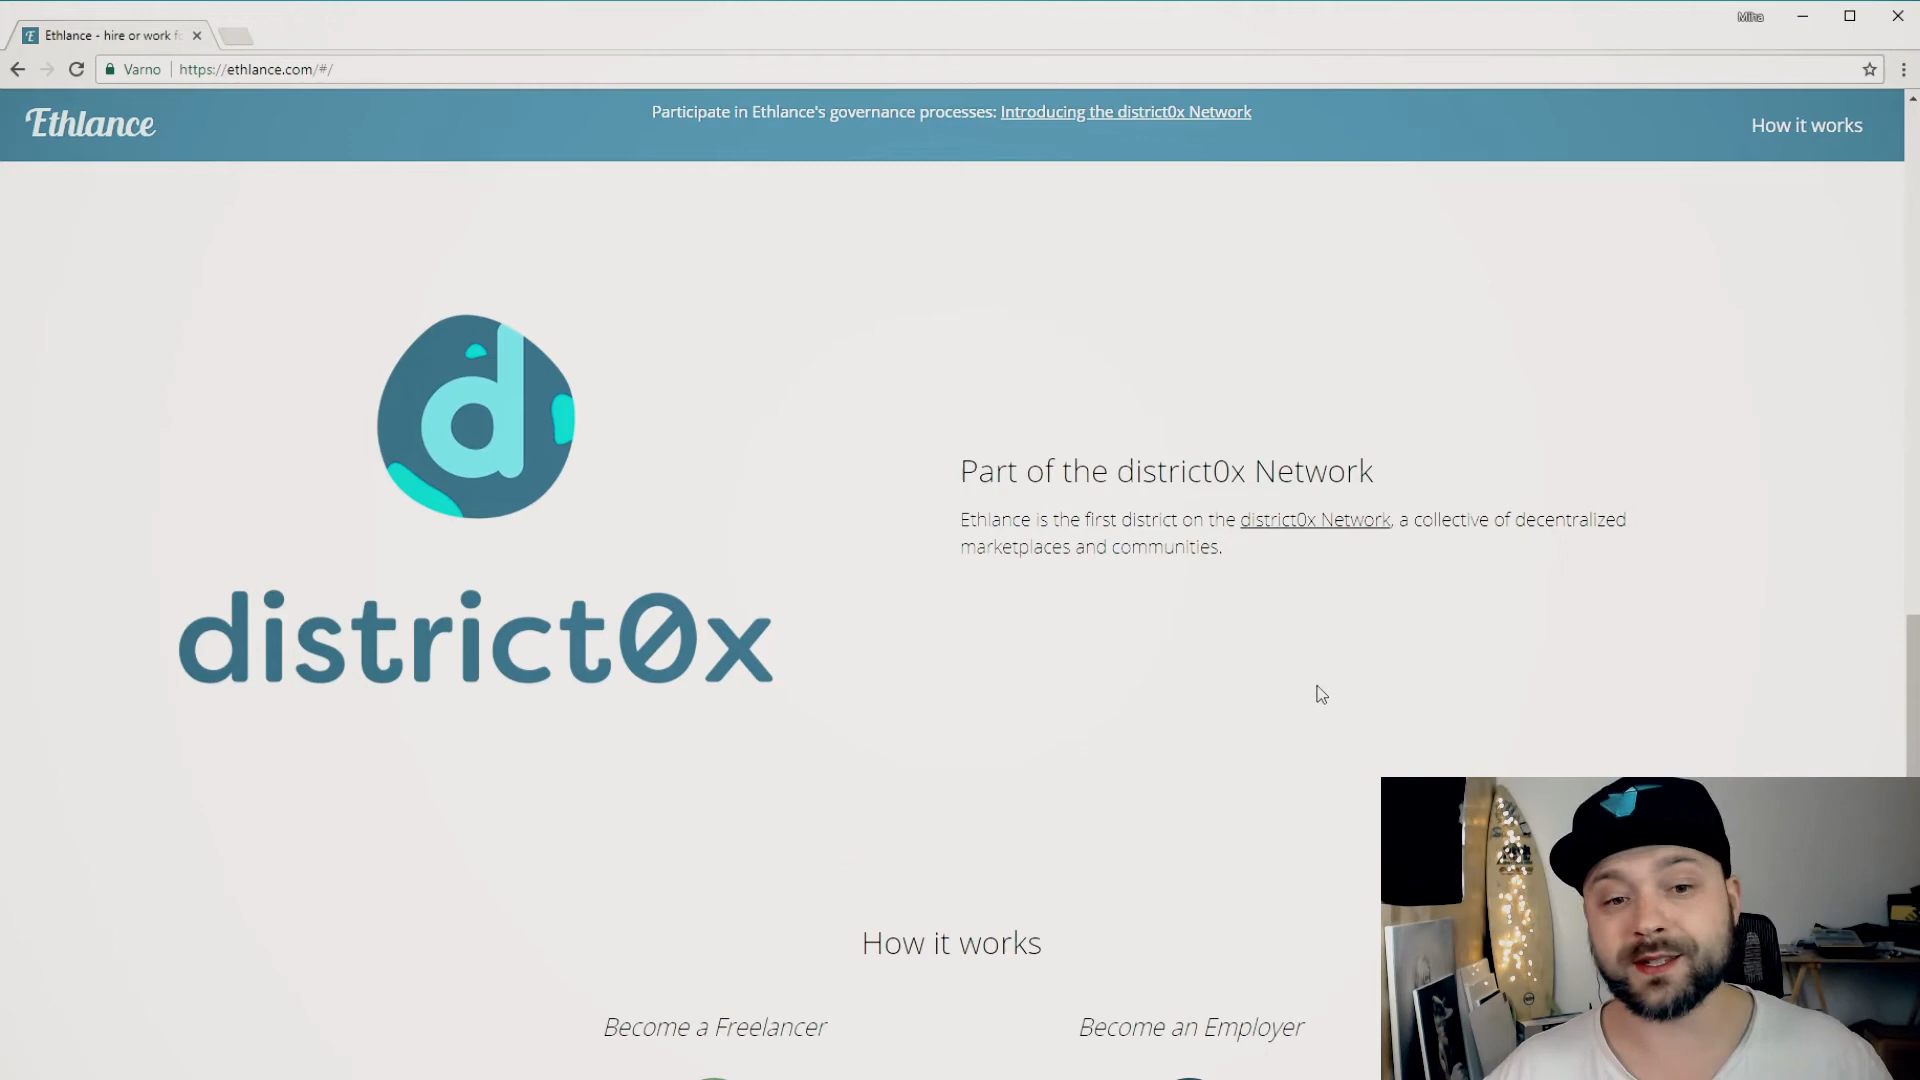 Miha
Ethlance - hire or work f
Varno
https://ethlance.com/#/
Ethlance
Participate in Ethlance's governance processes: Introducing the district0x Network
How it works
district0x
Part of the district0x Network
Ethlance is the first district on the district0x Network, a collective of decentralized
marketplaces and communities.
How it works
Become a Freelancer
Become an Employer